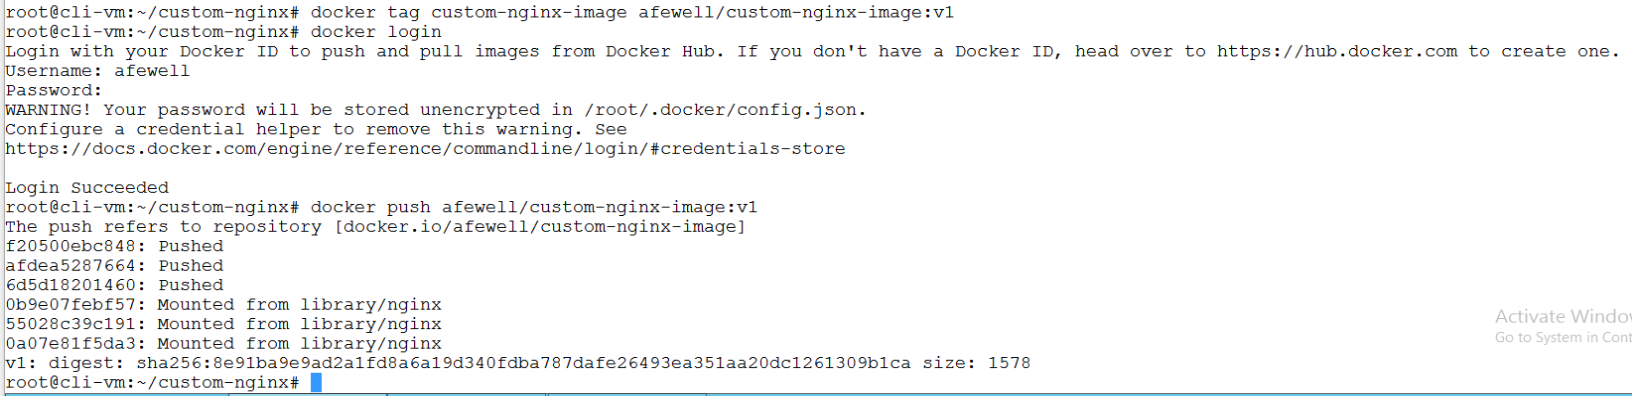 root@cli-vm:~/custom-nginx# docker tag custom-nginx-image afewell/custom-nginx-image:v1
root@cli-vm:~/custom-nginx# docker login
Login with your Docker ID to push and pull images from Docker Hub. If you don't have a Docker ID, head over to https://hub.docker.com to create one.
Username: afewell
Password:
WARNING! Your password will be stored unencrypted in /root/.docker/config.json.
Configure a credential helper to remove this warning. See
https://docs.docker.com/engine/reference/commandline/login/#credentials-store
Login Succeeded
root@cli-vm:~/custom-nginx# docker push afewell/custom-nginx-image:v1
The push refers to repository [docker.io/afewell/custom-nginx-image]
f20500ebc848: Pushed
afdea5287664: Pushed
6d5d18201460: Pushed
0b9e07febf57: Mounted from library/nginx
55028c39c191: Mounted from library/nginx
0a07e81f5da3: Mounted from library/nginx
v1: digest: sha256:8e91ba9e9ad2a1fd8a6a19d340fdba787dafe26493ea351aa20dc1261309b1ca size: 1578
root@cli-vm:~/custom-nginx#
Activate Windo
Go to System in Cont